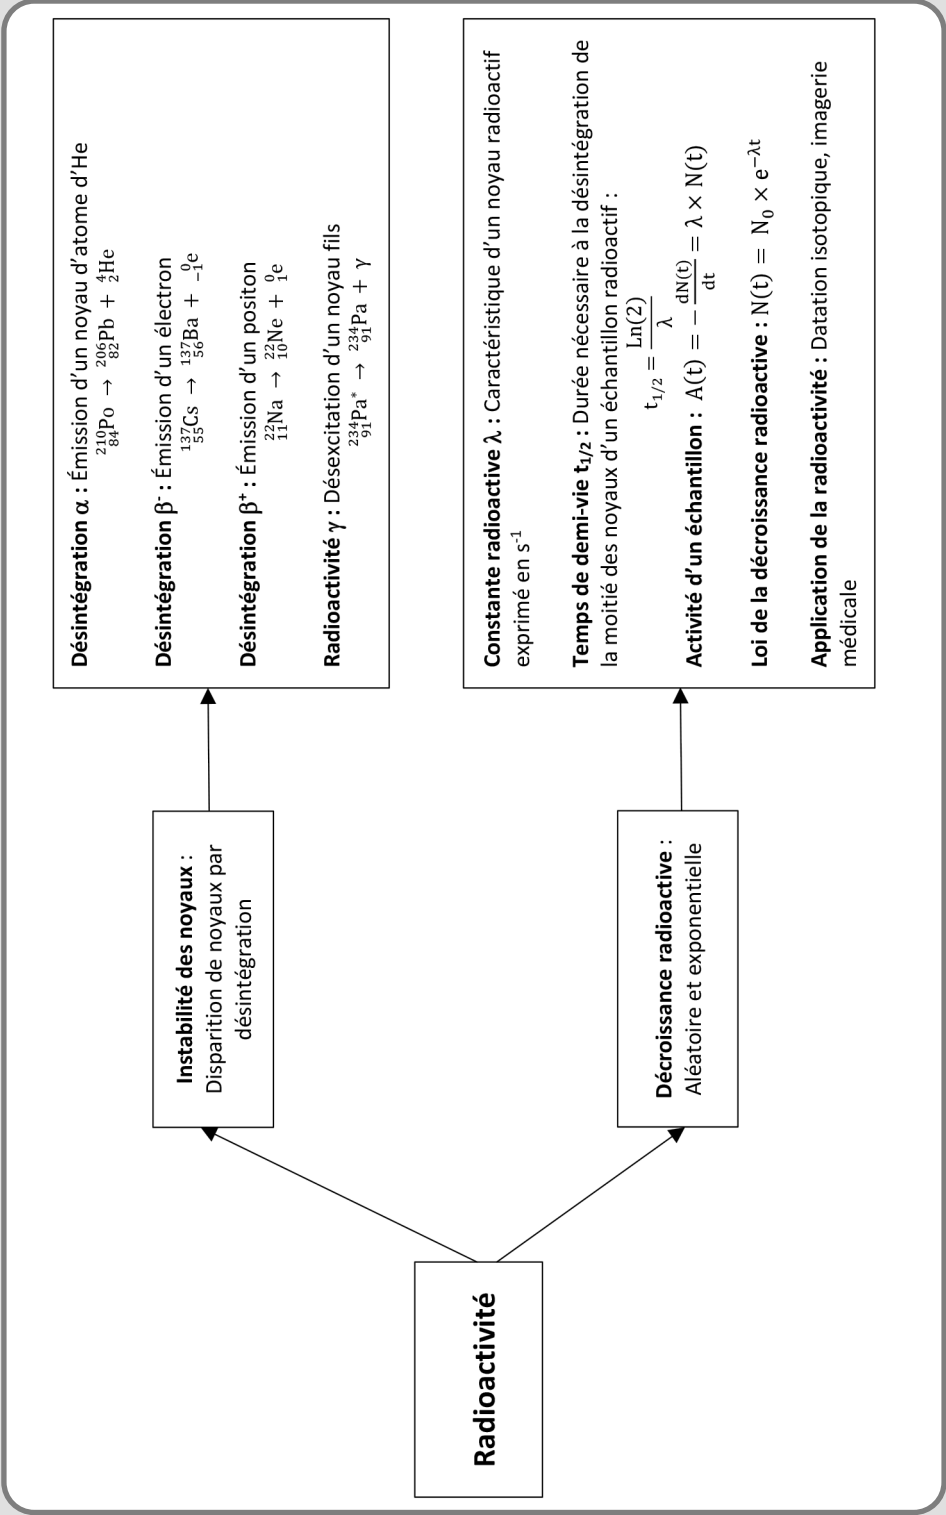 Radioactivité
Instabilité des noyaux :
Disparition de noyaux par
désintégration
Désintégration α : Émission d’un noyau d’atome d’He
²¹⁰₈₄Po → ²⁰⁶₈₂Pb + ⁴₂He
Désintégration β⁻ : Émission d’un électron
¹³⁷₅₅Cs → ¹³⁷₅₆Ba + ⁰₋₁e
Désintégration β⁺ : Émission d’un positon
²²₁₁Na → ²²₁₀Ne + ⁰₁e
Radioactivité γ : Désexcitation d’un noyau fils
²³⁴₉₁Pa* → ²³⁴₉₁Pa + γ
Décroissance radioactive :
Aléatoire et exponentielle
Constante radioactive λ : Caractéristique d’un noyau radioactif
exprimé en s⁻¹
Temps de demi-vie t₁/₂ : Durée nécessaire à la désintégration de
la moitié des noyaux d’un échantillon radioactif :
t₁/₂ = Ln(2)/λ
Activité d’un échantillon : A(t) = − dN(t)/dt = λ × N(t)
Loi de la décroissance radioactive : N(t) = N₀ × e⁻λᵗ
Application de la radioactivité : Datation isotopique, imagerie
médicale